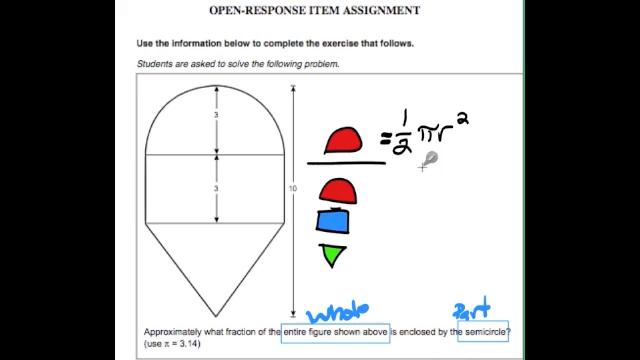 OPEN-RESPONSE ITEM ASSIGNMENT
Use the information below to complete the exercise that follows.
Students are asked to solve the following problem.
3
= 1/2 πr²
3
10
Whole
Part
Approximately what fraction of the entire figure shown above is enclosed by the semicircle?
(use π = 3.14)